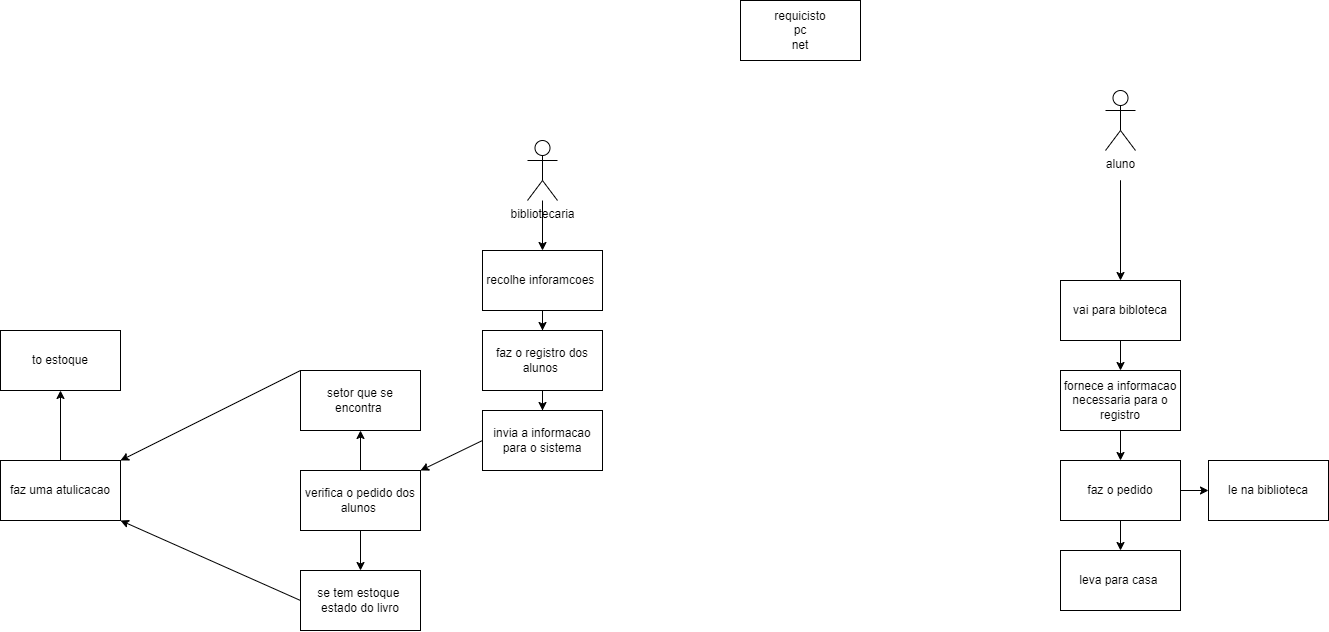 requicisto
pc
net
aluno
bibliotecaria
recolhe inforamcoes
vai para bibloteca
to estoque
faz o registro dos
alunos
setor que se
encontra
fornece a informacao
necessaria para o
registro
invia a informacao
para o sistema
faz uma atulicacao
verifica o pedido dos
alunos
faz o pedido
le na biblioteca
se tem estoque
estado do livro
leva para casa